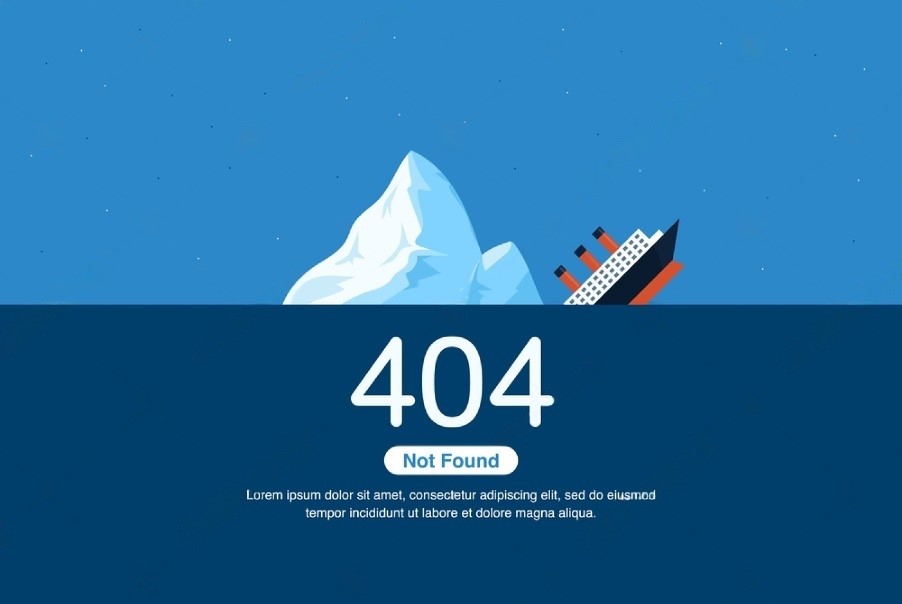 404
Not Found
Lorem ipsum dolor sit amet, consectetur adipiscing elit, sed do eiusmod
tempor incididunt ut labore et dolore magna aliqua.